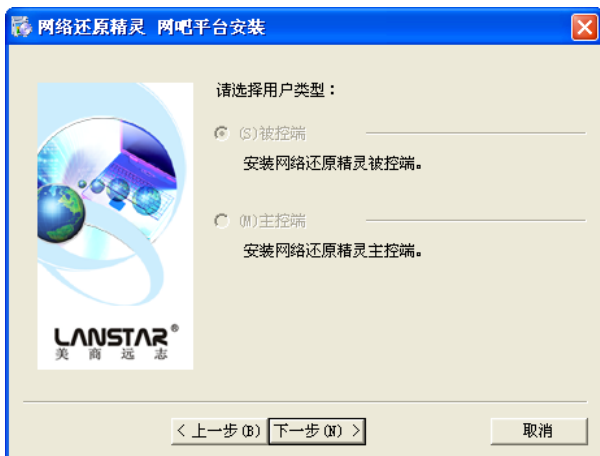 网络还原精灵 网吧平台安装
请选择用户类型：
(S)被控端
安装网络还原精灵被控端。
(M)主控端
安装网络还原精灵主控端。
LANSTAR®
美商远志
< 上一步(B) 下一步(N) > 取消